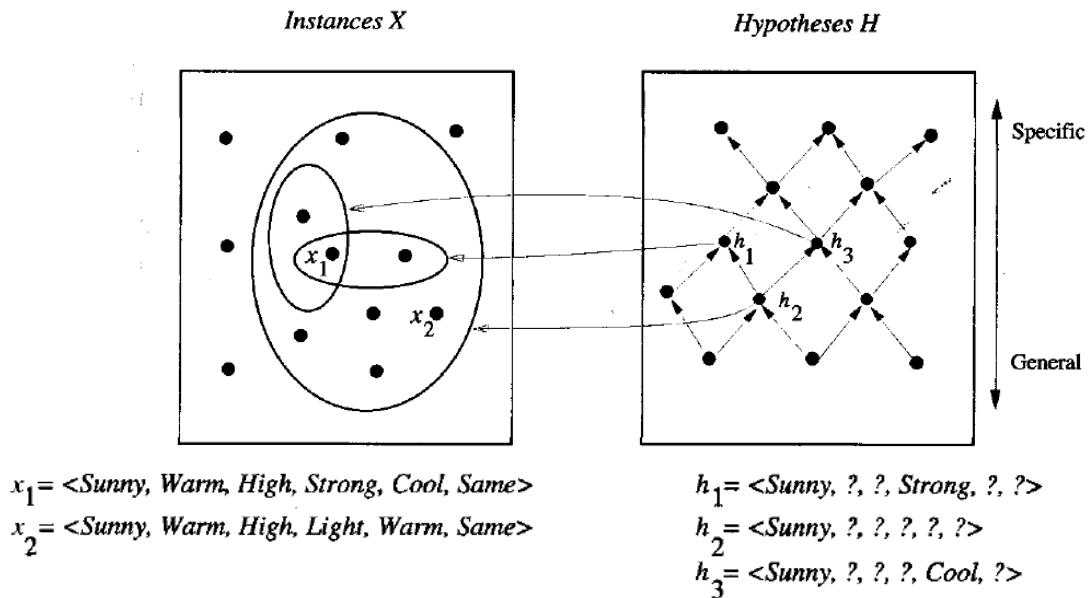 Instances X
Hypotheses H
Specific
x1
h1
h3
x2
h2
General
x1= <Sunny, Warm, High, Strong, Cool, Same>
x2= <Sunny, Warm, High, Light, Warm, Same>
h1= <Sunny, ?, ?, Strong, ?, ?>
h2= <Sunny, ?, ?, ?, ?, ?>
h3= <Sunny, ?, ?, ?, Cool, ?>